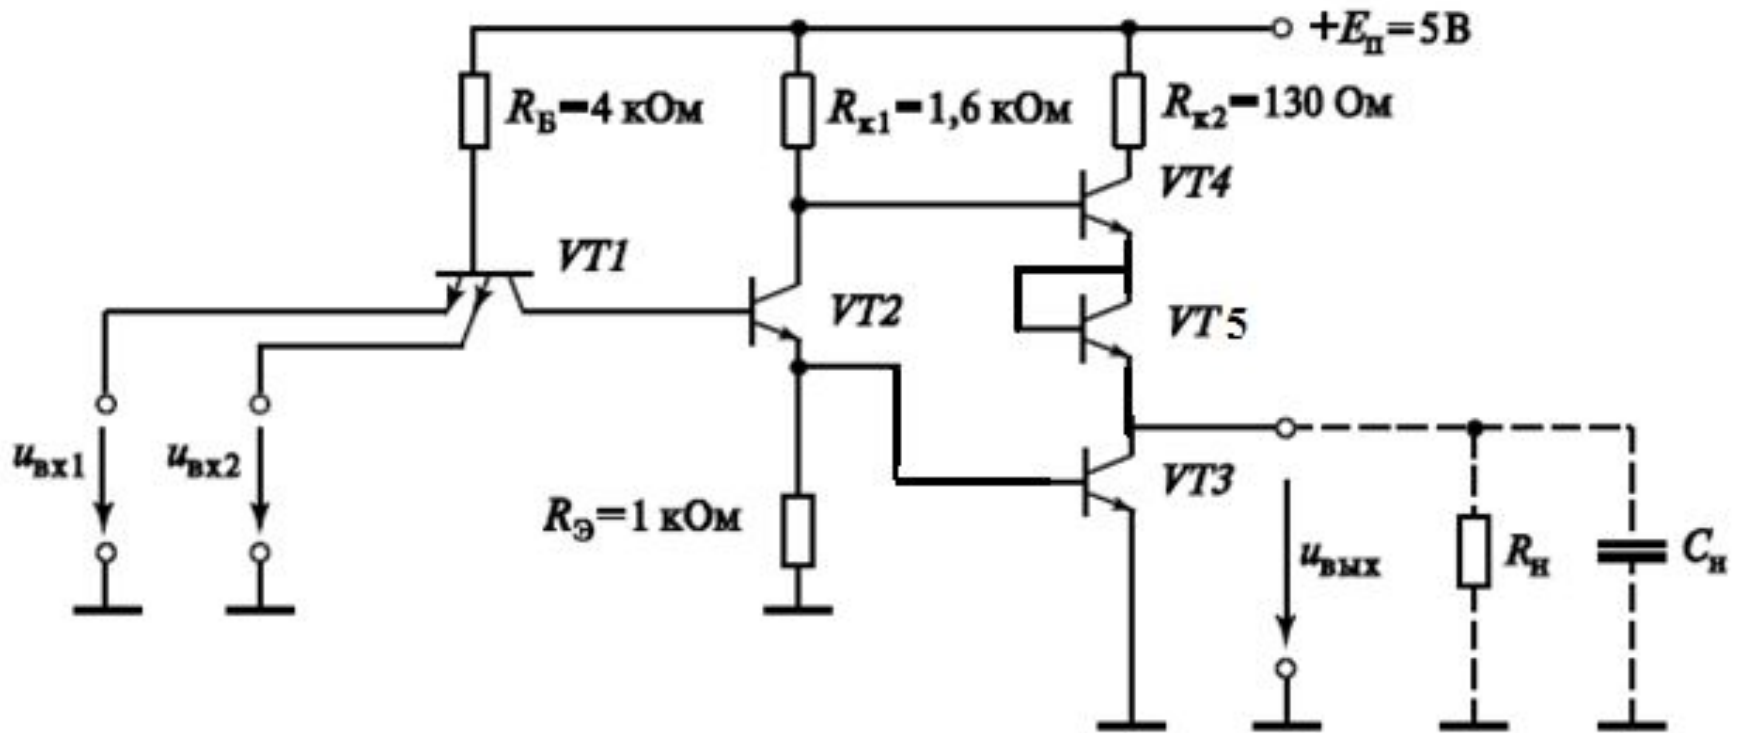 +Eп=5В
RБ=4 кОм
Rк1=1,6 кОм
Rк2=130 Ом
VT4
VT1
VT2
VT5
uвх1
uвх2
RЭ=1 кОм
VT3
uвых
Rн
Cн